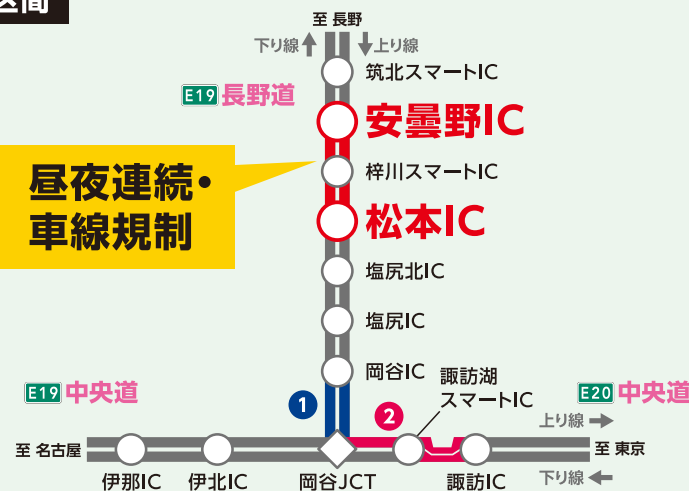 区間
至 長野
下り線
上り線
筑北スマートIC
E19 長野道
安曇野IC
昼夜連続・
車線規制
梓川スマートIC
松本IC
塩尻北IC
塩尻IC
岡谷IC
E19 中央道
1
2
諏訪湖
スマートIC
E20 中央道
上り線
至 名古屋
至 東京
伊那IC
伊北IC
岡谷JCT
諏訪IC
下り線